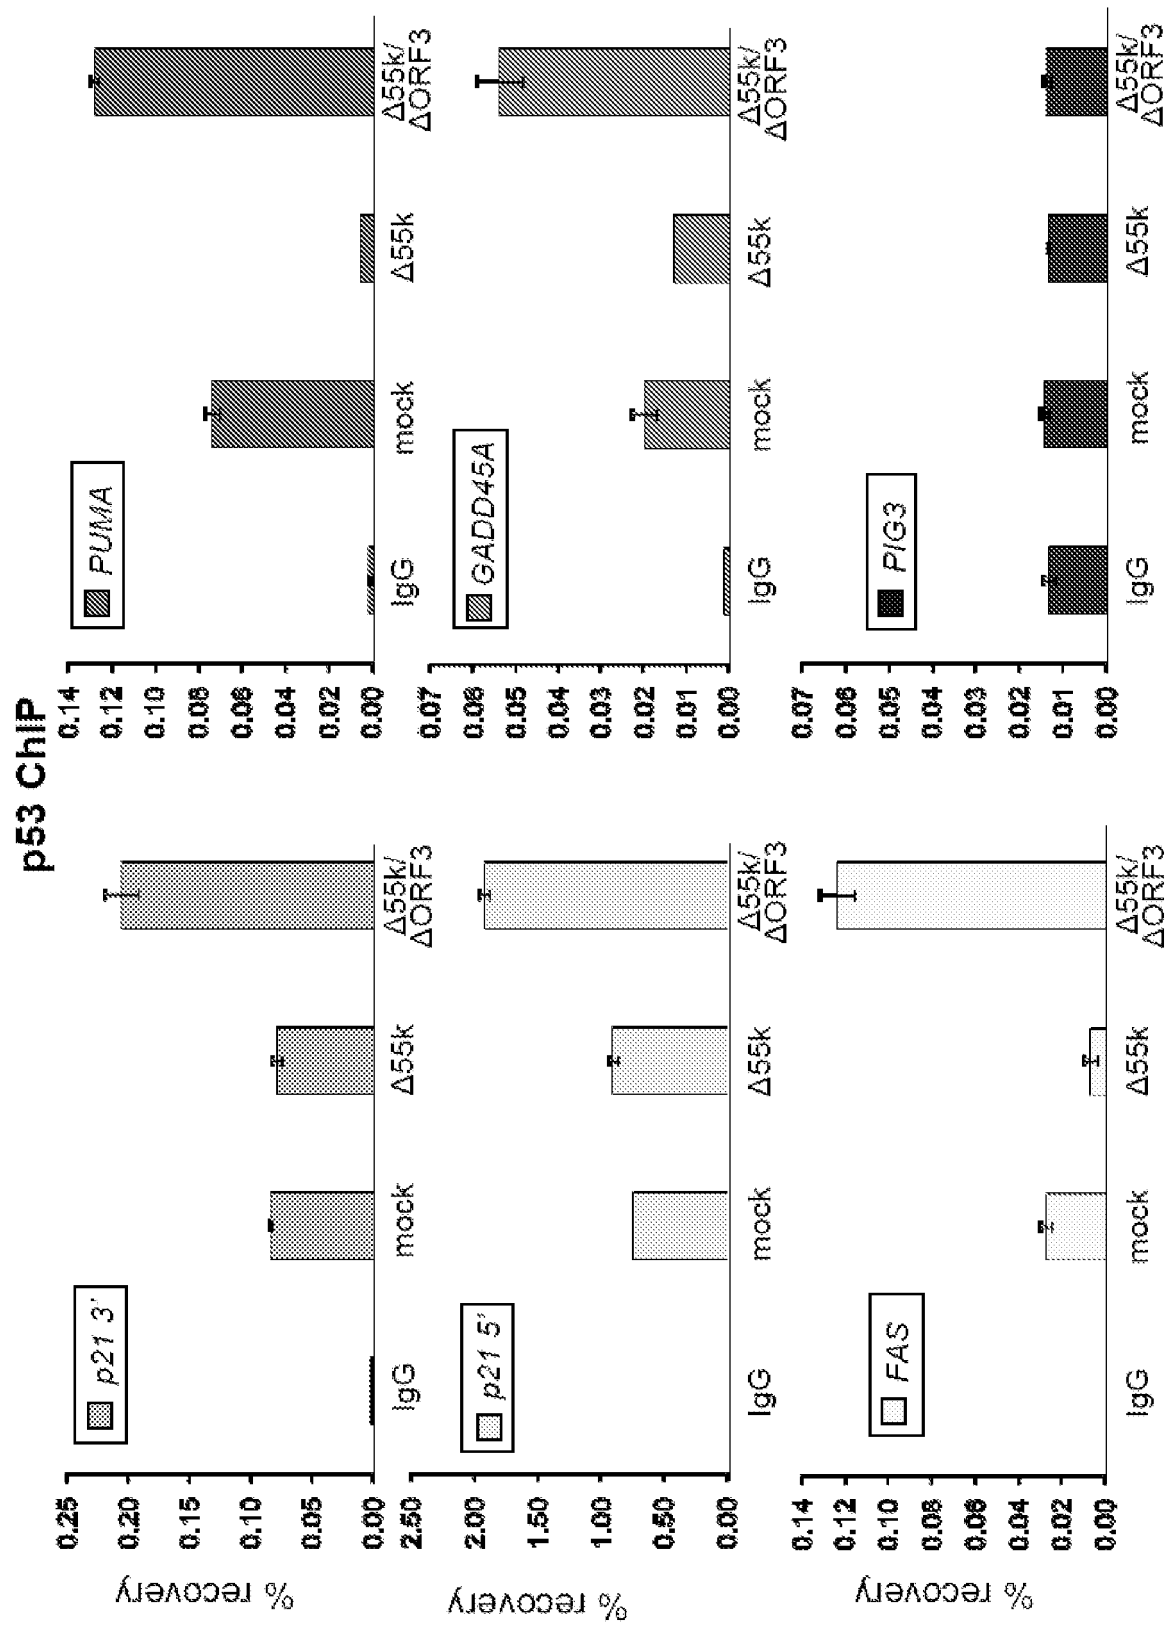 p53 ChIP
% recovery
0.25
0.20
0.15
0.10
0.05
0.00
p21 3'
IgG
mock
Δ55k
Δ55k/
ΔORF3
0.14
0.12
0.10
0.08
0.06
0.04
0.02
0.00
PUMA
IgG
mock
Δ55k
Δ55k/
ΔORF3
% recovery
2.50
2.00
1.50
1.00
0.50
0.00
p21 5'
IgG
mock
Δ55k
Δ55k/
ΔORF3
0.07
0.06
0.05
0.04
0.03
0.02
0.01
0.00
GADD45A
IgG
mock
Δ55k
Δ55k/
ΔORF3
% recovery
0.14
0.12
0.10
0.08
0.06
0.04
0.02
0.00
FAS
IgG
mock
Δ55k
Δ55k/
ΔORF3
0.07
0.06
0.05
0.04
0.03
0.02
0.01
0.00
PIG3
IgG
mock
Δ55k
Δ55k/
ΔORF3